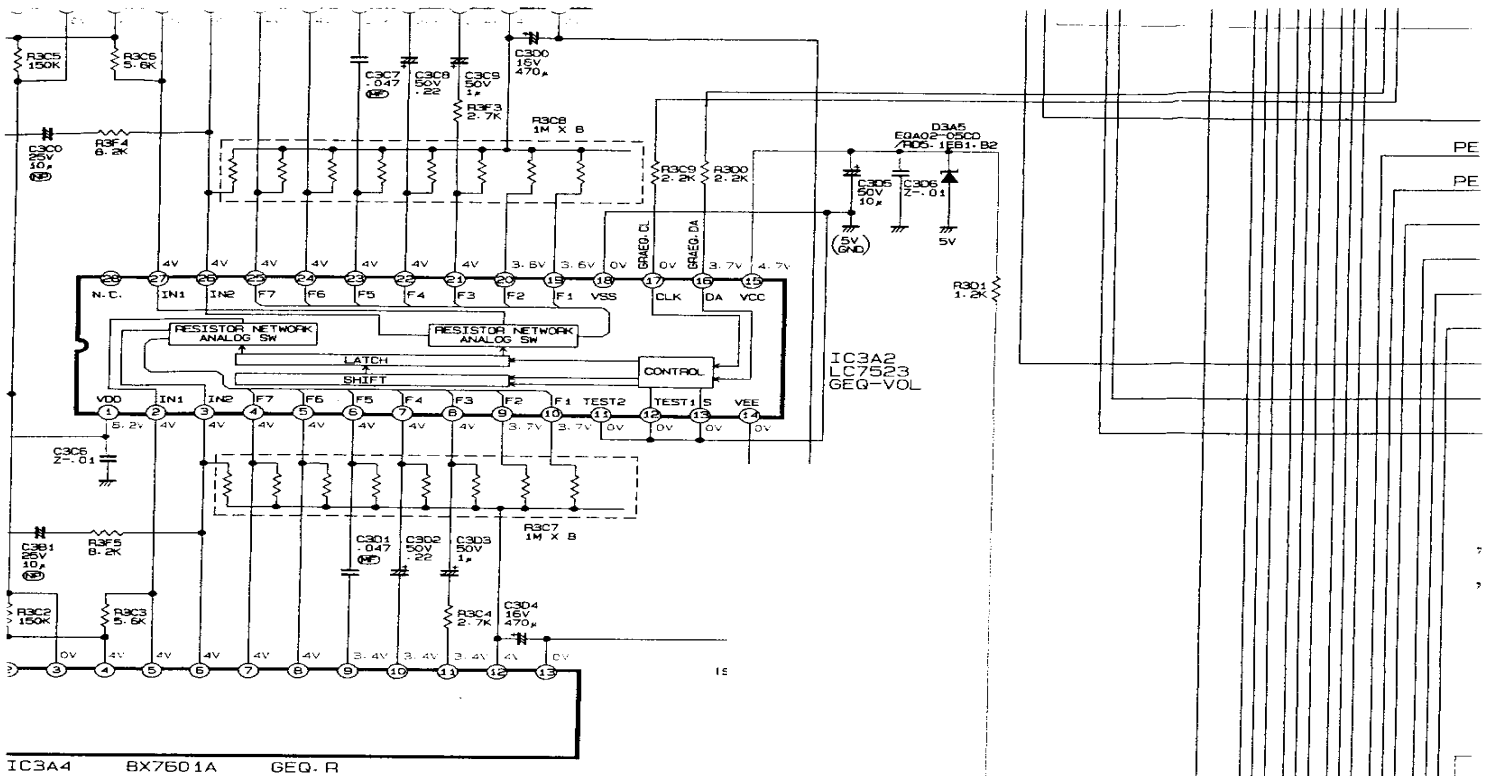 R3C5
150K
R3C6
5.6K
C3C7
.047
MF
C3C8
50V
.22
C3C9
50V
1μ
R3F3
2.7K
C3D0
16V
470μ
R3C8
1M X 8
C3C0
25V
10μ
NP
R3F4
8.2K
R3C9
2.2K
R3D0
2.2K
D3A5
EQA02-05CD
/RD5.1EB1.B2
C3D5
50V
10μ
C3D6
Z-.01
(5V GND)
5V
PE
PE
GRAEQ.CL
GRAEQ.DA
4V 4V 4V 4V 4V 4V 4V 3.6V 3.6V 0V 0V 3.7V 4.7V
28 27 26 25 24 23 22 21 20 19 18 17 16 15
N.C. IN1 IN2 F7 F6 F5 F4 F3 F2 F1 VSS CLK DA VCC
R3D1
1.2K
RESISTOR NETWORK
ANALOG SW
RESISTOR NETWORK
ANALOG SW
LATCH
SHIFT
CONTROL
IC3A2
LC7523
GEQ-VOL
VDD IN1 IN2 F7 F6 F5 F4 F3 F2 F1 TEST2 TEST1 S VEE
1 2 3 4 5 6 7 8 9 10 11 12 13 14
8.2V 4V 4V 4V 4V 4V 4V 4V 3.7V 3.7V 0V 0V 0V 0V
C3C6
Z-.01
R3C7
1M X 8
C3B1
25V
10μ
NP
R3F5
8.2K
C3D1
.047
MF
C3D2
50V
.22
C3D3
50V
1μ
R3C2
150K
R3C3
5.6K
R3C4
2.7K
C3D4
16V
470μ
0V 4V 4V 4V 4V 4V 3.4V 3.4V 3.4V 4V 0V
3 4 5 6 7 8 9 10 11 12 13
IC3A4 BX7601A GEQ.R